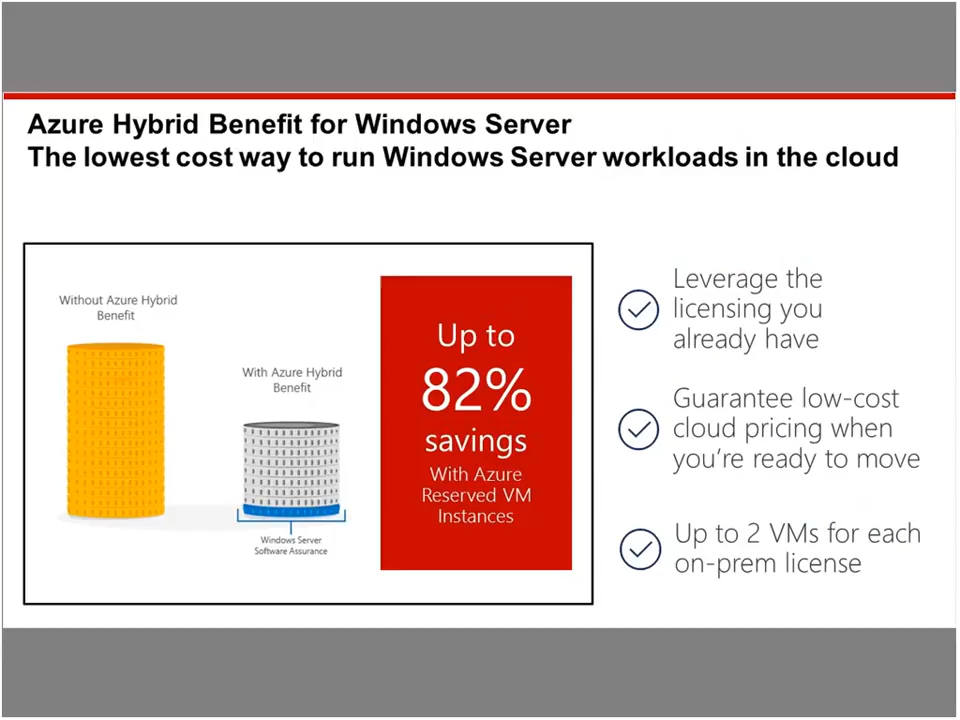 Azure Hybrid Benefit for Windows Server
The lowest cost way to run Windows Server workloads in the cloud
Without Azure Hybrid
Benefit
With Azure Hybrid
Benefit
Windows Server
Software Assurance
Up to
82%
savings
With Azure
Reserved VM
Instances
Leverage the
licensing you
already have
Guarantee low-cost
cloud pricing when
you’re ready to move
Up to 2 VMs for each
on-prem license